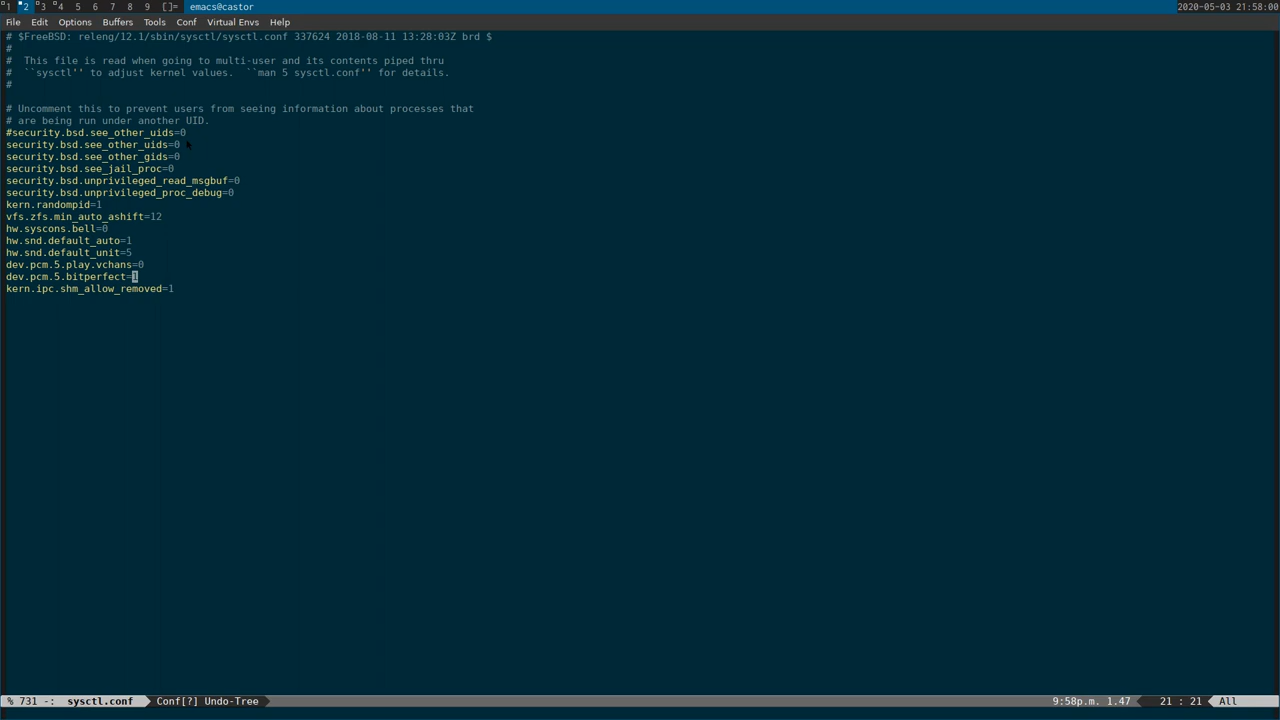 1 2 3 4 5 6 7 8 9 []= emacs@castor 2020-05-03 21:58:00
File Edit Options Buffers Tools Conf Virtual Envs Help
# $FreeBSD: releng/12.1/sbin/sysctl/sysctl.conf 337624 2018-08-11 13:28:03Z brd $
#
#  This file is read when going to multi-user and its contents piped thru
#  ``sysctl'' to adjust kernel values.  ``man 5 sysctl.conf'' for details.
#
# Uncomment this to prevent users from seeing information about processes that
# are being run under another UID.
#security.bsd.see_other_uids=0
security.bsd.see_other_uids=0
security.bsd.see_other_gids=0
security.bsd.see_jail_proc=0
security.bsd.unprivileged_read_msgbuf=0
security.bsd.unprivileged_proc_debug=0
kern.randompid=1
vfs.zfs.min_auto_ashift=12
hw.syscons.bell=0
hw.snd.default_auto=1
hw.snd.default_unit=5
dev.pcm.5.play.vchans=0
dev.pcm.5.bitperfect=1
kern.ipc.shm_allow_removed=1
% 731 -: sysctl.conf Conf[?] Undo-Tree 9:58p.m. 1.47 21 : 21 All